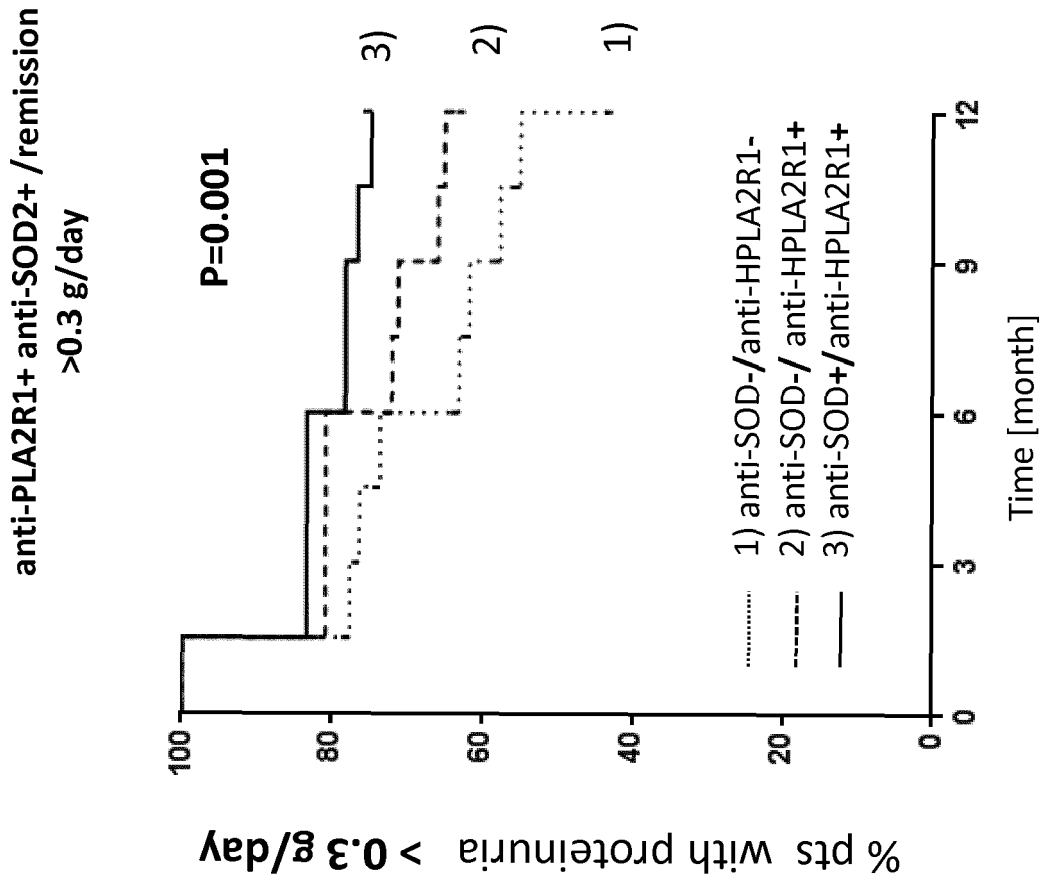 anti-PLA2R1+ anti-SOD2+ /remission
>0.3 g/day
P=0.001
3)
2)
1)
100
80
60
40
20
0
% pts with proteinuria > 0.3 g/day
1) anti-SOD-/anti-HPLA2R1-
2) anti-SOD-/ anti-HPLA2R1+
3) anti-SOD+/anti-HPLA2R1+
0
3
6
9
12
Time [month]